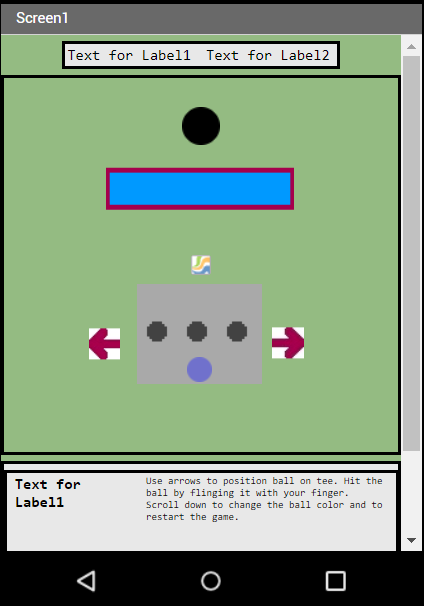 Screen1
Text for Label1 Text for Label2
Text for
Label1
Use arrows to position ball on tee. Hit the
ball by flinging it with your finger.
Scroll down to change the ball color and to
restart the game.